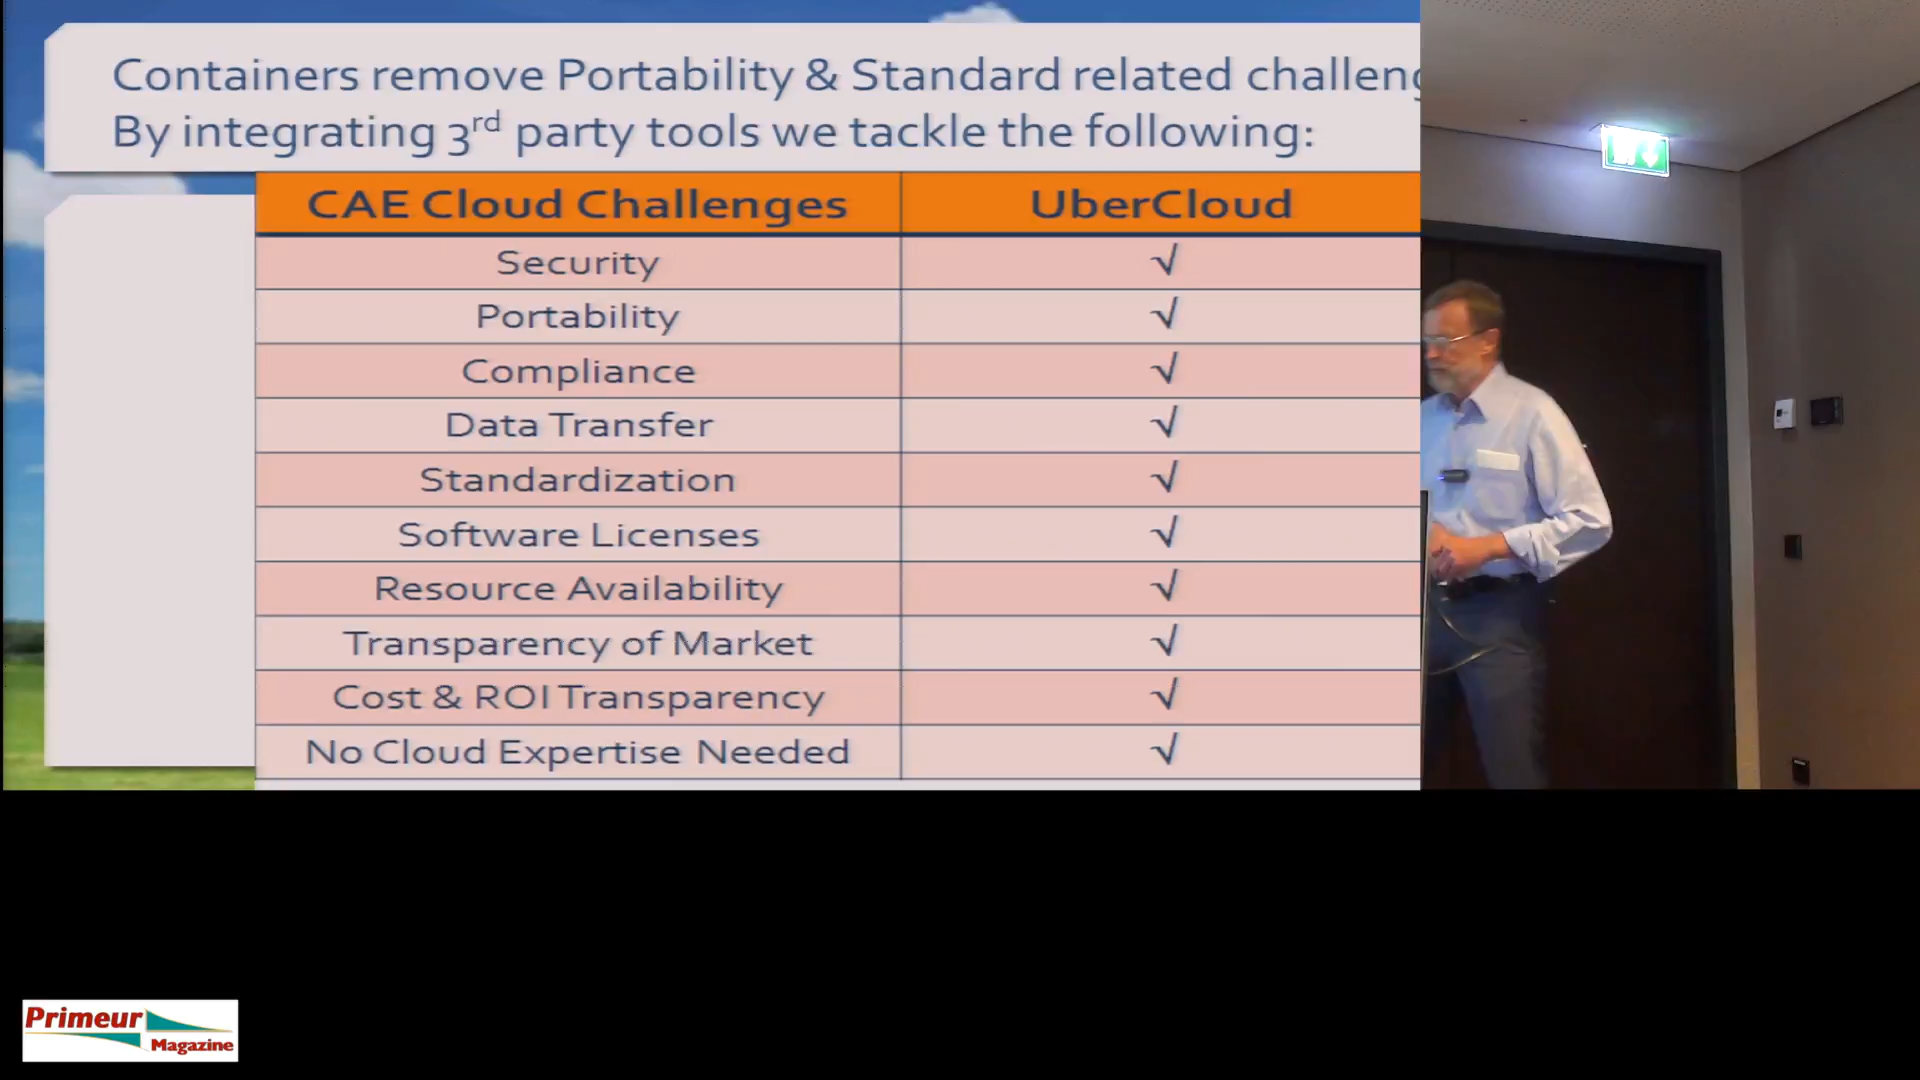 Containers remove Portability & Standard related challeng
By integrating 3rd party tools we tackle the following:
CAE Cloud Challenges UberCloud
Security √
Portability √
Compliance √
Data Transfer √
Standardization √
Software Licenses √
Resource Availability √
Transparency of Market √
Cost & ROI Transparency √
No Cloud Expertise Needed √
Primeur
Magazine